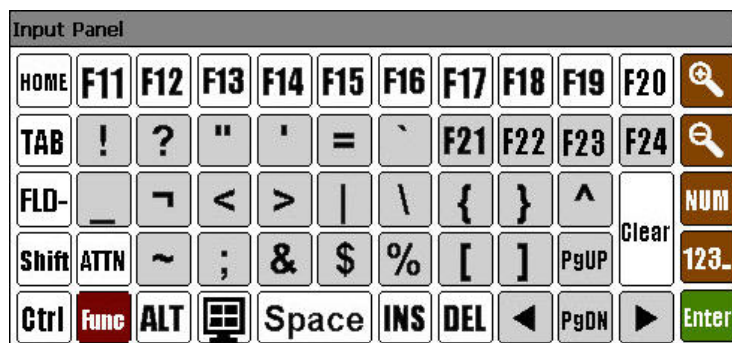 Input Panel
HOME F11 F12 F13 F14 F15 F16 F17 F18 F19 F20
TAB ! ? " ' = ` F21 F22 F23 F24
FLD- _ ¬ < > | \ { } ^ Clear NUM
Shift ATTN ~ ; & $ % [ ] PgUP 123_
Ctrl Func ALT Space INS DEL ◀ PgDN ▶ Enter